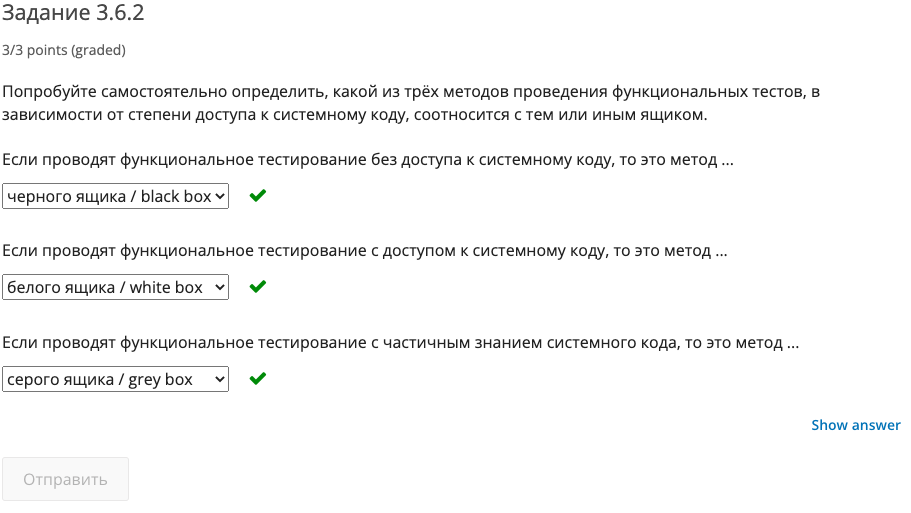 Задание 3.6.2
3/3 points (graded)
Попробуйте самостоятельно определить, какой из трёх методов проведения функциональных тестов, в
зависимости от степени доступа к системному коду, соотносится с тем или иным ящиком.
Если проводят функциональное тестирование без доступа к системному коду, то это метод ...
черного ящика / black box
Если проводят функциональное тестирование с доступом к системному коду, то это метод ...
белого ящика / white box
Если проводят функциональное тестирование с частичным знанием системного кода, то это метод ...
серого ящика / grey box
Show answer
Отправить